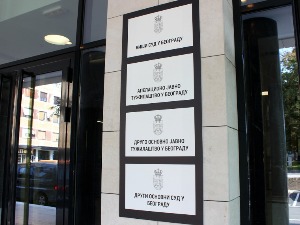 ВИШИ СУД У БЕОГРАДУ
АПЕЛАЦИОНО ЈАВНО
ТУЖИЛАШТВО У БЕОГРАДУ
ДРУГО ОСНОВНО ЈАВНО
ТУЖИЛАШТВО У БЕОГРАДУ
ДРУГИ ОСНОВНИ СУД У
БЕОГРАДУ